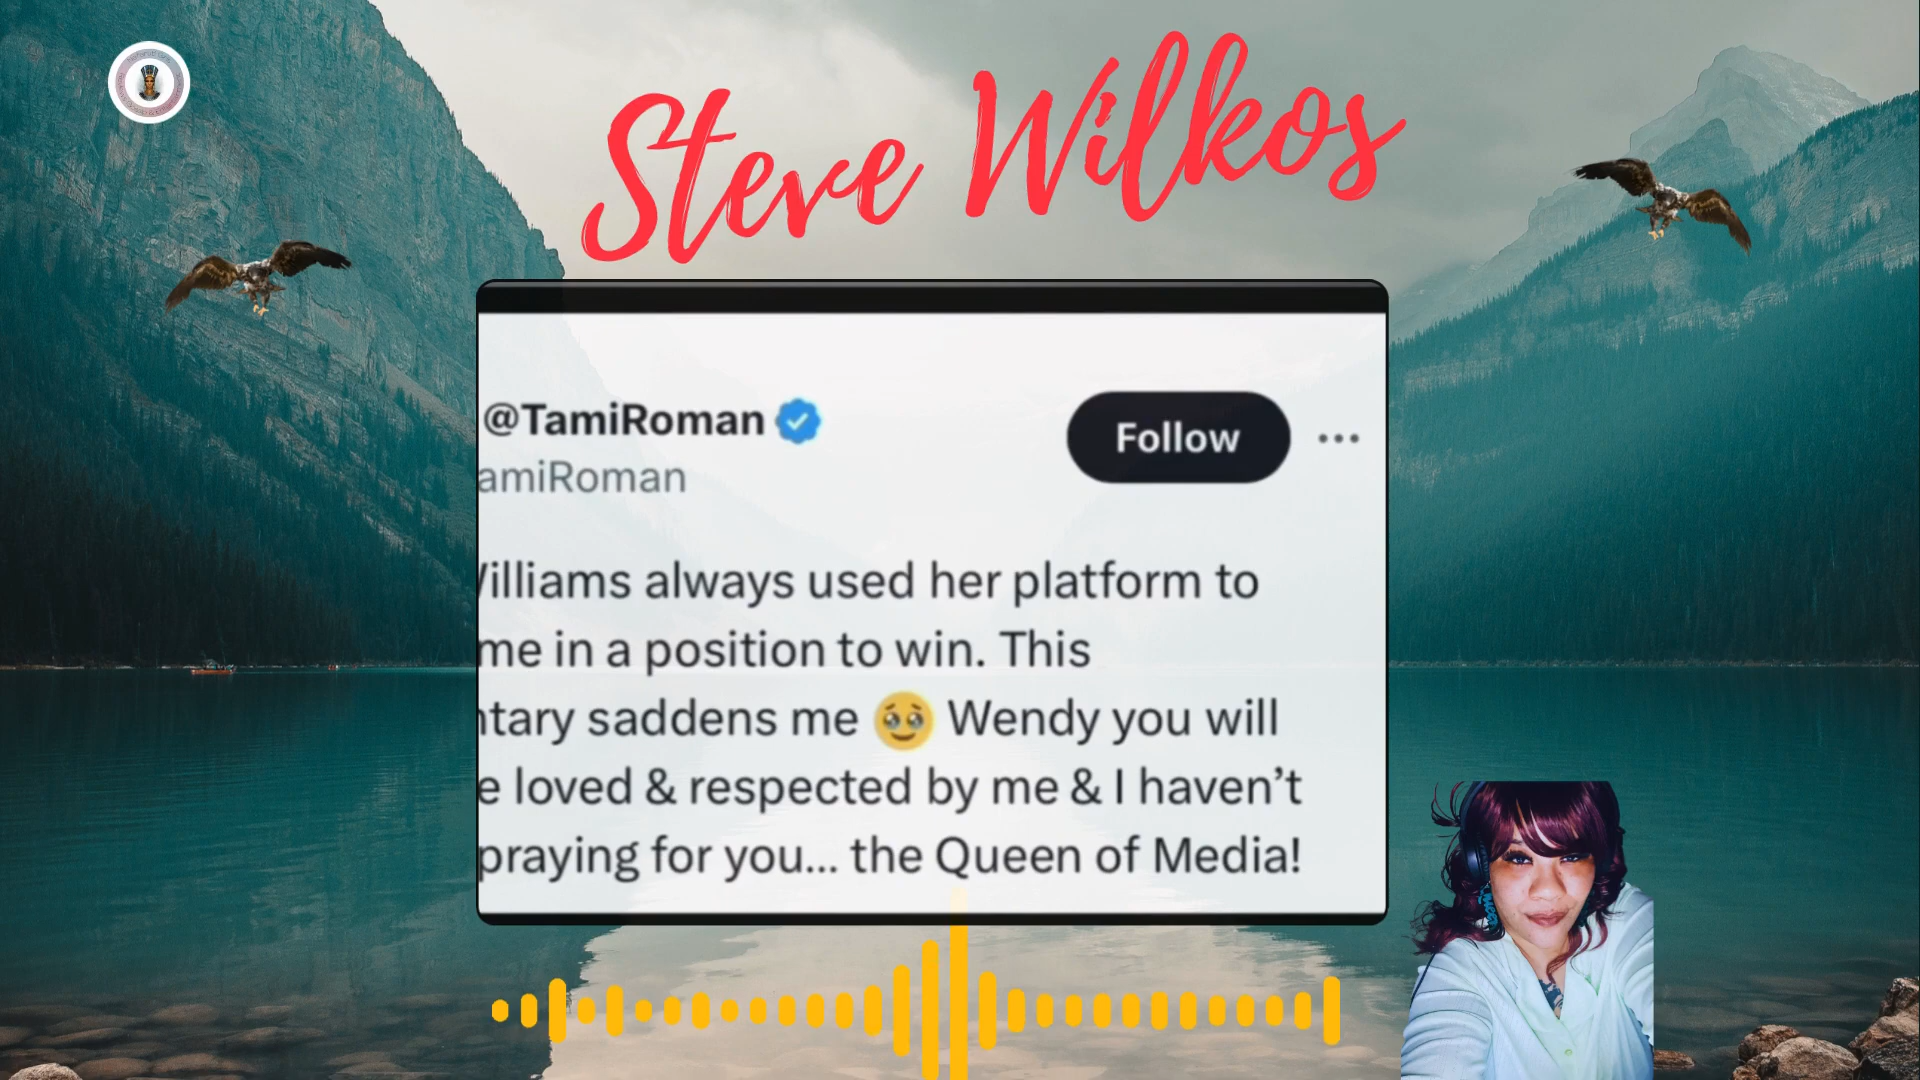 Steve Wilkos
@TamiRoman
amiRoman
Follow
illiams always used her platform to
me in a position to win. This
ntary saddens me 🥹 Wendy you will
e loved & respected by me & I haven’t
praying for you... the Queen of Media!